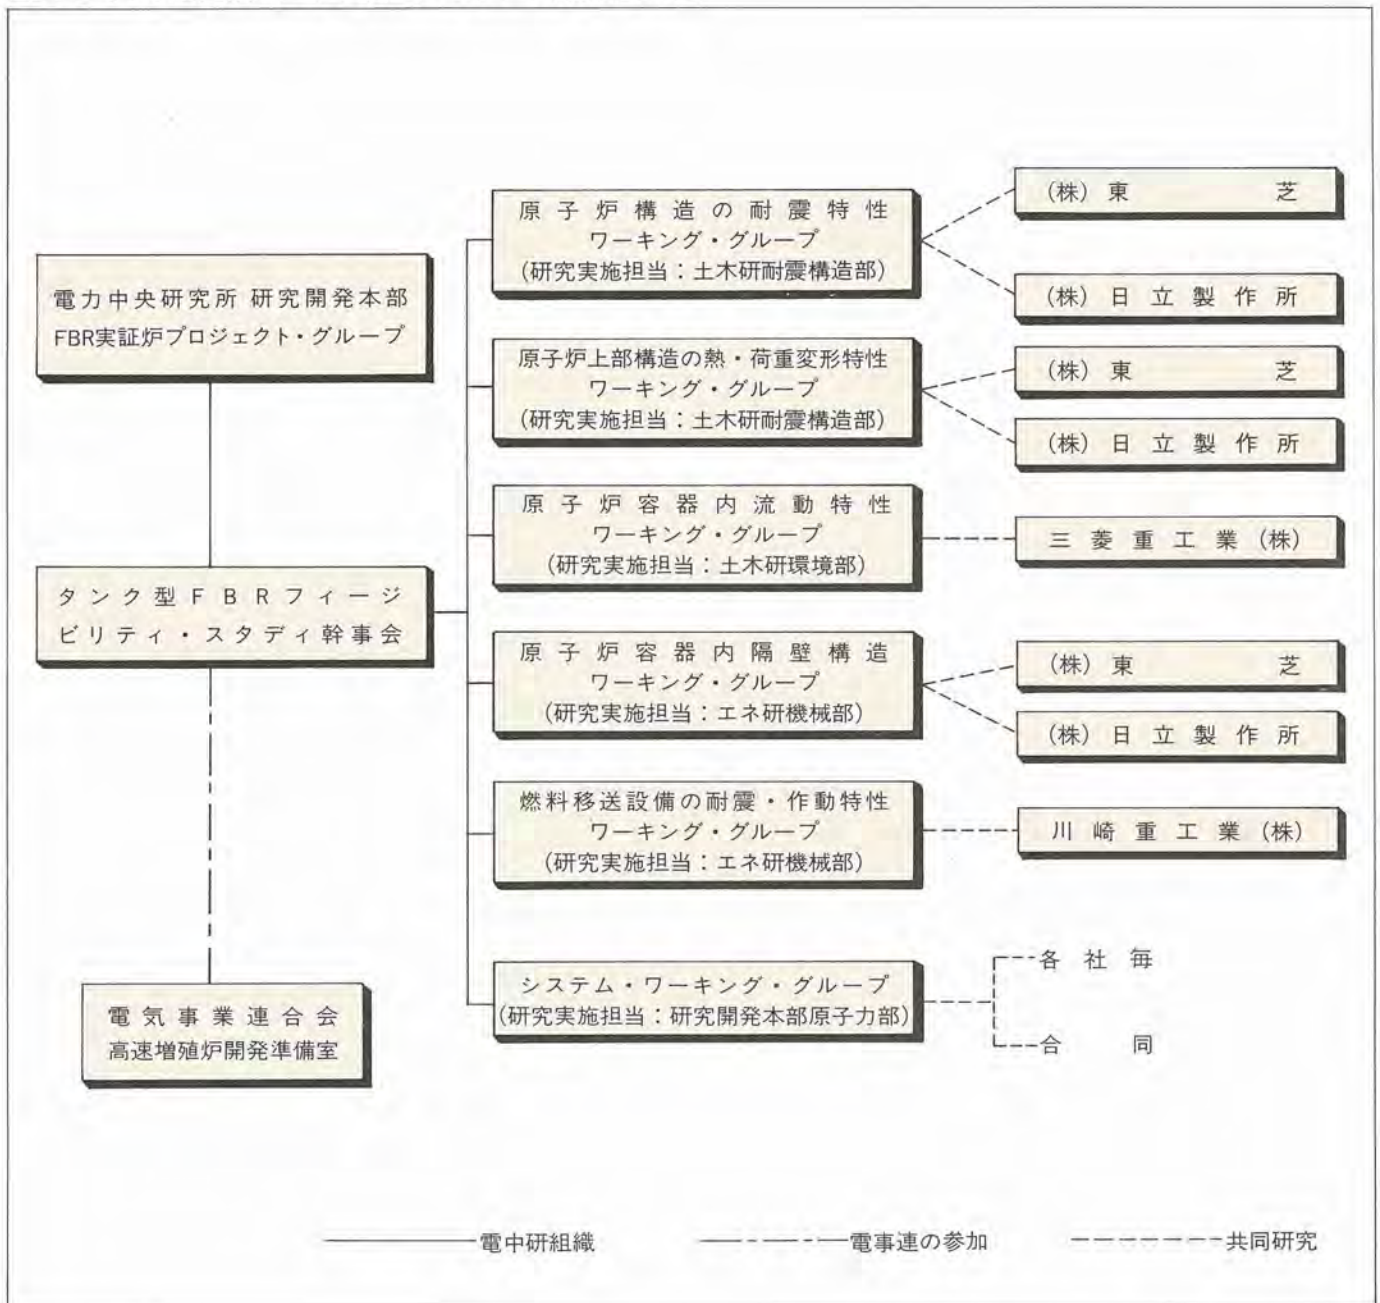 電力中央研究所 研究開発本部
FBR実証炉プロジェクト・グループ
タンク型FBRフィージ
ビリティ・スタディ幹事会
電気事業連合会
高速増殖炉開発準備室
原子炉構造の耐震特性
ワーキング・グループ
(研究実施担当:土木研耐震構造部)
(株)東芝
(株)日立製作所
原子炉上部構造の熱・荷重変形特性
ワーキング・グループ
(研究実施担当:土木研耐震構造部)
(株)東芝
(株)日立製作所
原子炉容器内流動特性
ワーキング・グループ
(研究実施担当:土木研環境部)
三菱重工業(株)
原子炉容器内隔壁構造
ワーキング・グループ
(研究実施担当:エネ研機械部)
(株)東芝
(株)日立製作所
燃料移送設備の耐震・作動特性
ワーキング・グループ
(研究実施担当:エネ研機械部)
川崎重工業(株)
システム・ワーキング・グループ
(研究実施担当:研究開発本部原子力部)
各社毎
合同
電中研組織
電事連の参加
共同研究